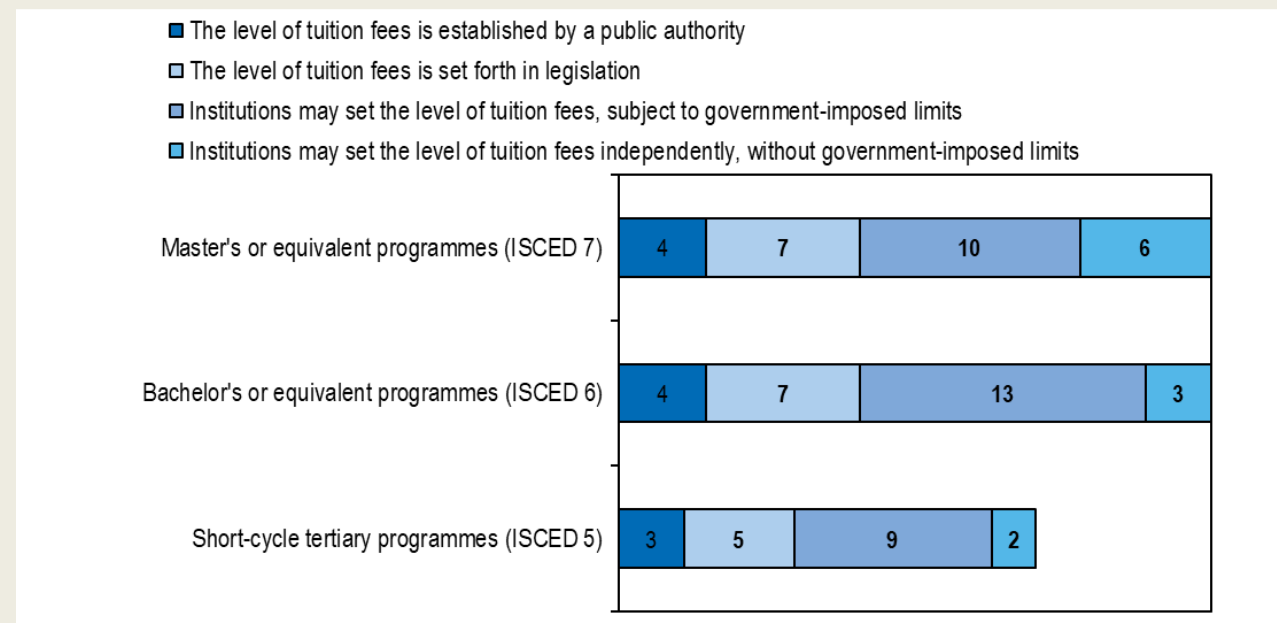 The level of tuition fees is established by a public authority
The level of tuition fees is set forth in legislation
Institutions may set the level of tuition fees, subject to government-imposed limits
Institutions may set the level of tuition fees independently, without government-imposed limits
Master's or equivalent programmes (ISCED 7) 4 7 10 6
Bachelor's or equivalent programmes (ISCED 6) 4 7 13 3
Short-cycle tertiary programmes (ISCED 5) 3 5 9 2